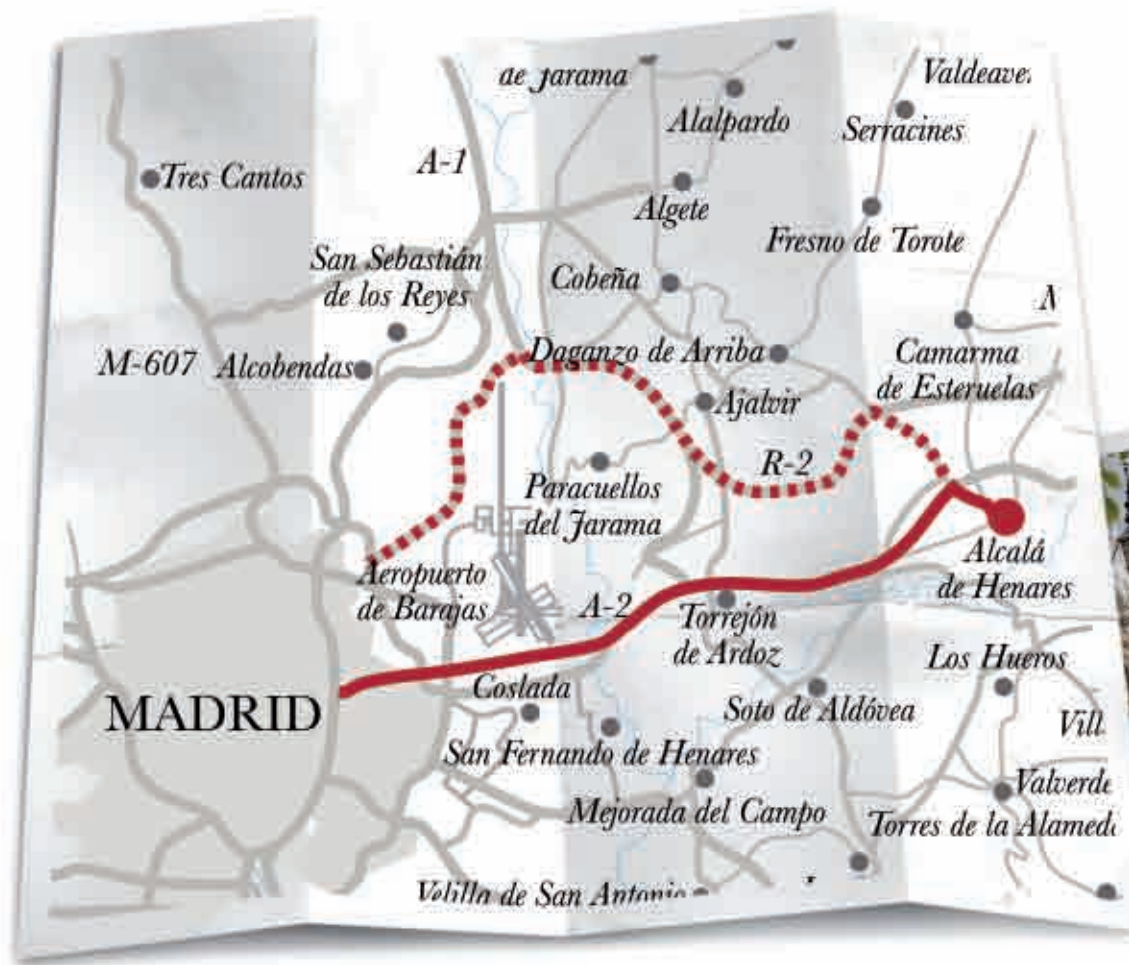 de Jarama
Valdeave
Alalpardo
Serracines
A-1
Tres Cantos
Algete
Fresno de Torote
San Sebastián
de los Reyes
Cobeña
M-607
Alcobendas
Daganzo de Arriba
Camarma
de Esteruelas
Ajalvir
R-2
Paracuellos
del Jarama
Alcalá
de Henares
Aeropuerto
de Barajas
A-2
Torrejón
de Ardoz
Los Hueros
Coslada
MADRID
Soto de Aldóvea
Vill
San Fernando de Henares
Valverde
Mejorada del Campo
Torres de la Alamed
Velilla de San Antonio